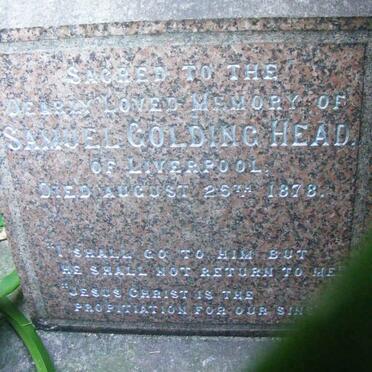 SACRED TO THE
DEARLY LOVED MEMORY OF
SAMUEL GOLDING HEAD.
OF LIVERPOOL,
DIED AUGUST 25TH 1878.
"I SHALL GO TO HIM BUT
HE SHALL NOT RETURN TO ME"
"JESUS CHRIST IS THE
PROPITIATION FOR OUR SINS